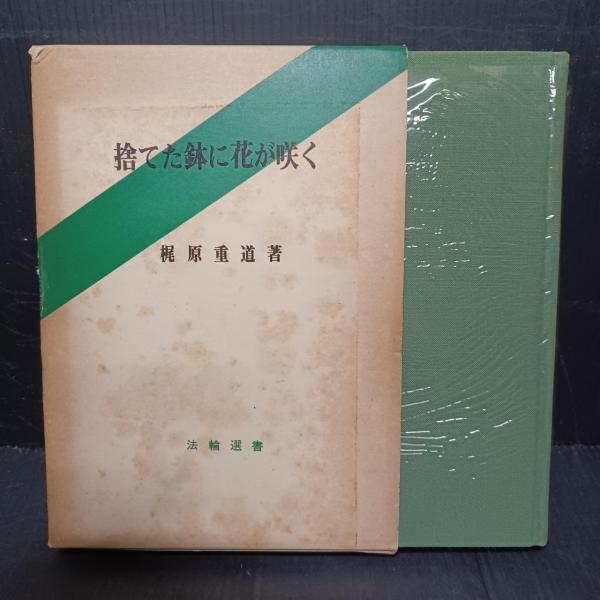 捨てた鉢に花が咲く
梶原重道著
法輪選書